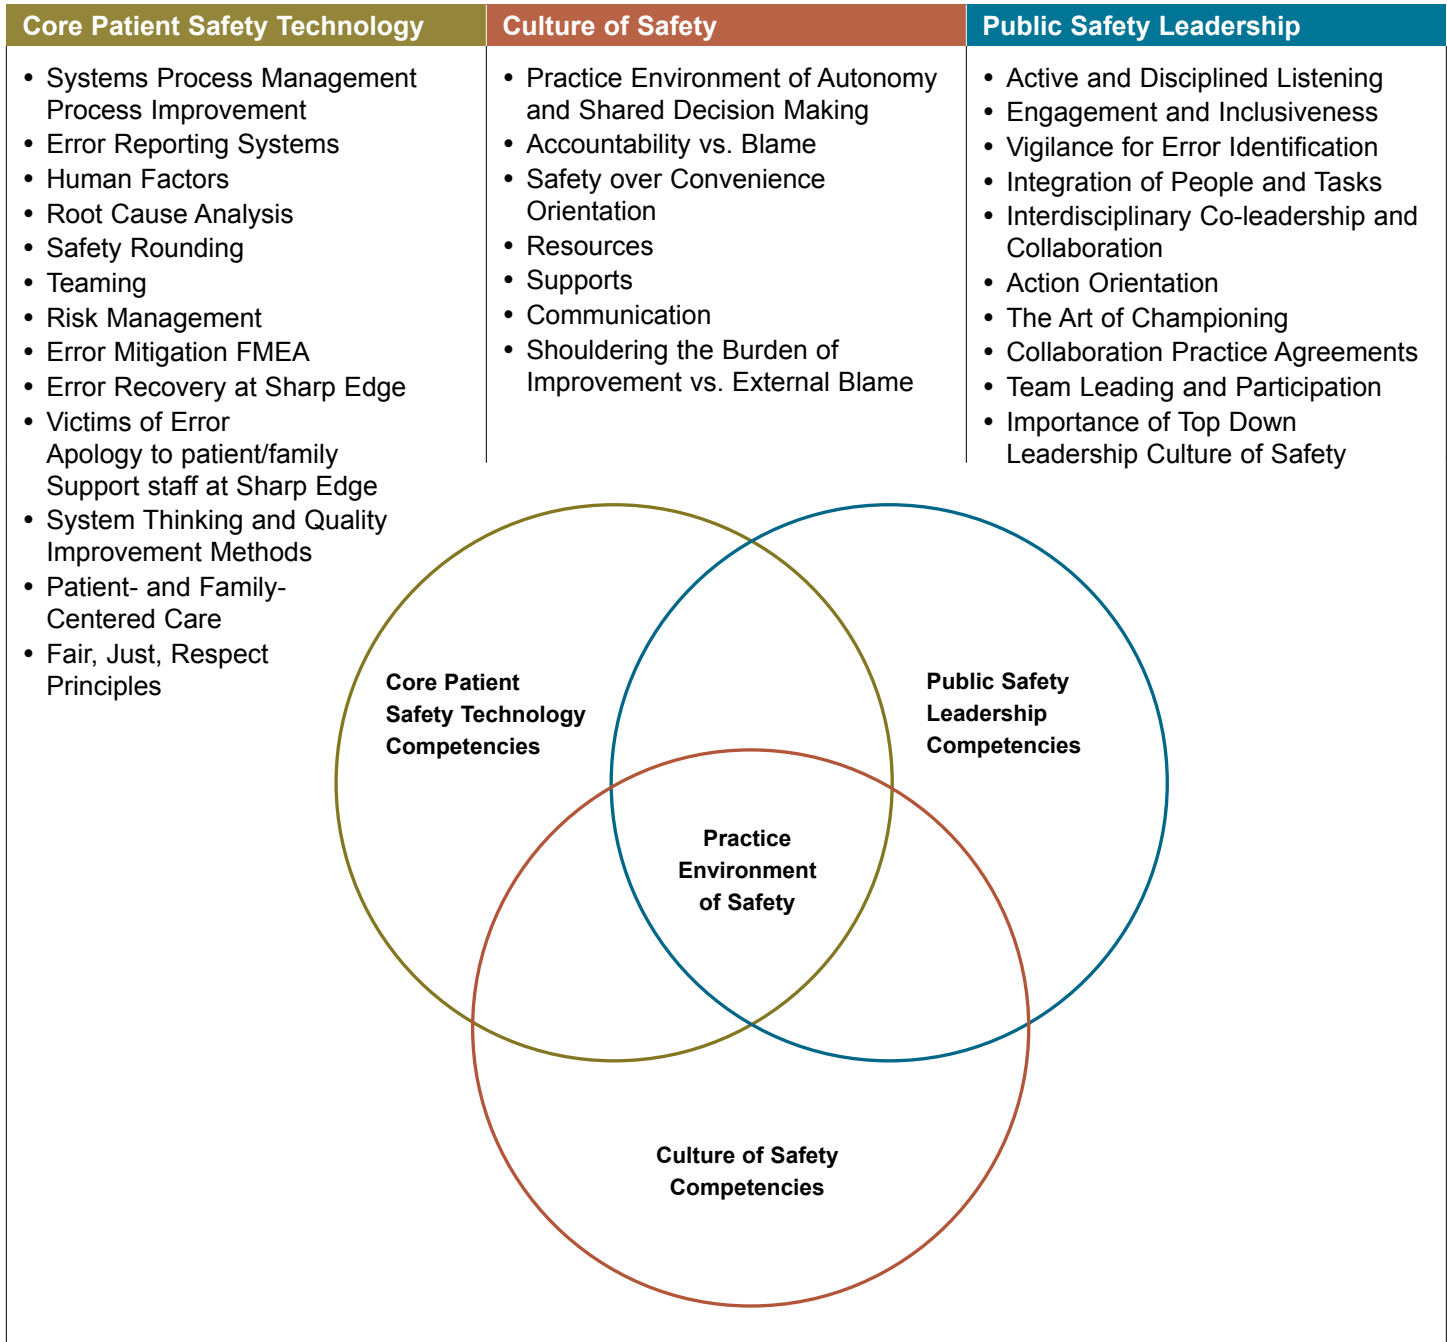 Core Patient Safety Technology
• Systems Process Management
Process Improvement
• Error Reporting Systems
• Human Factors
• Root Cause Analysis
• Safety Rounding
• Teaming
• Risk Management
• Error Mitigation FMEA
• Error Recovery at Sharp Edge
• Victims of Error
Apology to patient/family
Support staff at Sharp Edge
• System Thinking and Quality
Improvement Methods
• Patient- and Family-
Centered Care
• Fair, Just, Respect
Principles
Culture of Safety
• Practice Environment of Autonomy
and Shared Decision Making
• Accountability vs. Blame
• Safety over Convenience
Orientation
• Resources
• Supports
• Communication
• Shouldering the Burden of
Improvement vs. External Blame
Public Safety Leadership
• Active and Disciplined Listening
• Engagement and Inclusiveness
• Vigilance for Error Identification
• Integration of People and Tasks
• Interdisciplinary Co-leadership and
Collaboration
• Action Orientation
• The Art of Championing
• Collaboration Practice Agreements
• Team Leading and Participation
• Importance of Top Down
Leadership Culture of Safety
Core Patient
Safety Technology
Competencies
Public Safety
Leadership
Competencies
Practice
Environment
of Safety
Culture of Safety
Competencies